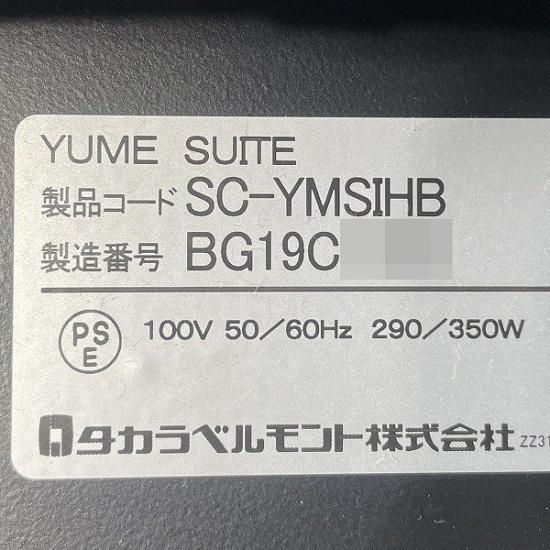 YUME SUITE
製品コード SC-YMSIHB
製造番号 BG19C
PSE 100V 50/60Hz 290/350W
タカラベルモント株式会社 ZZ31